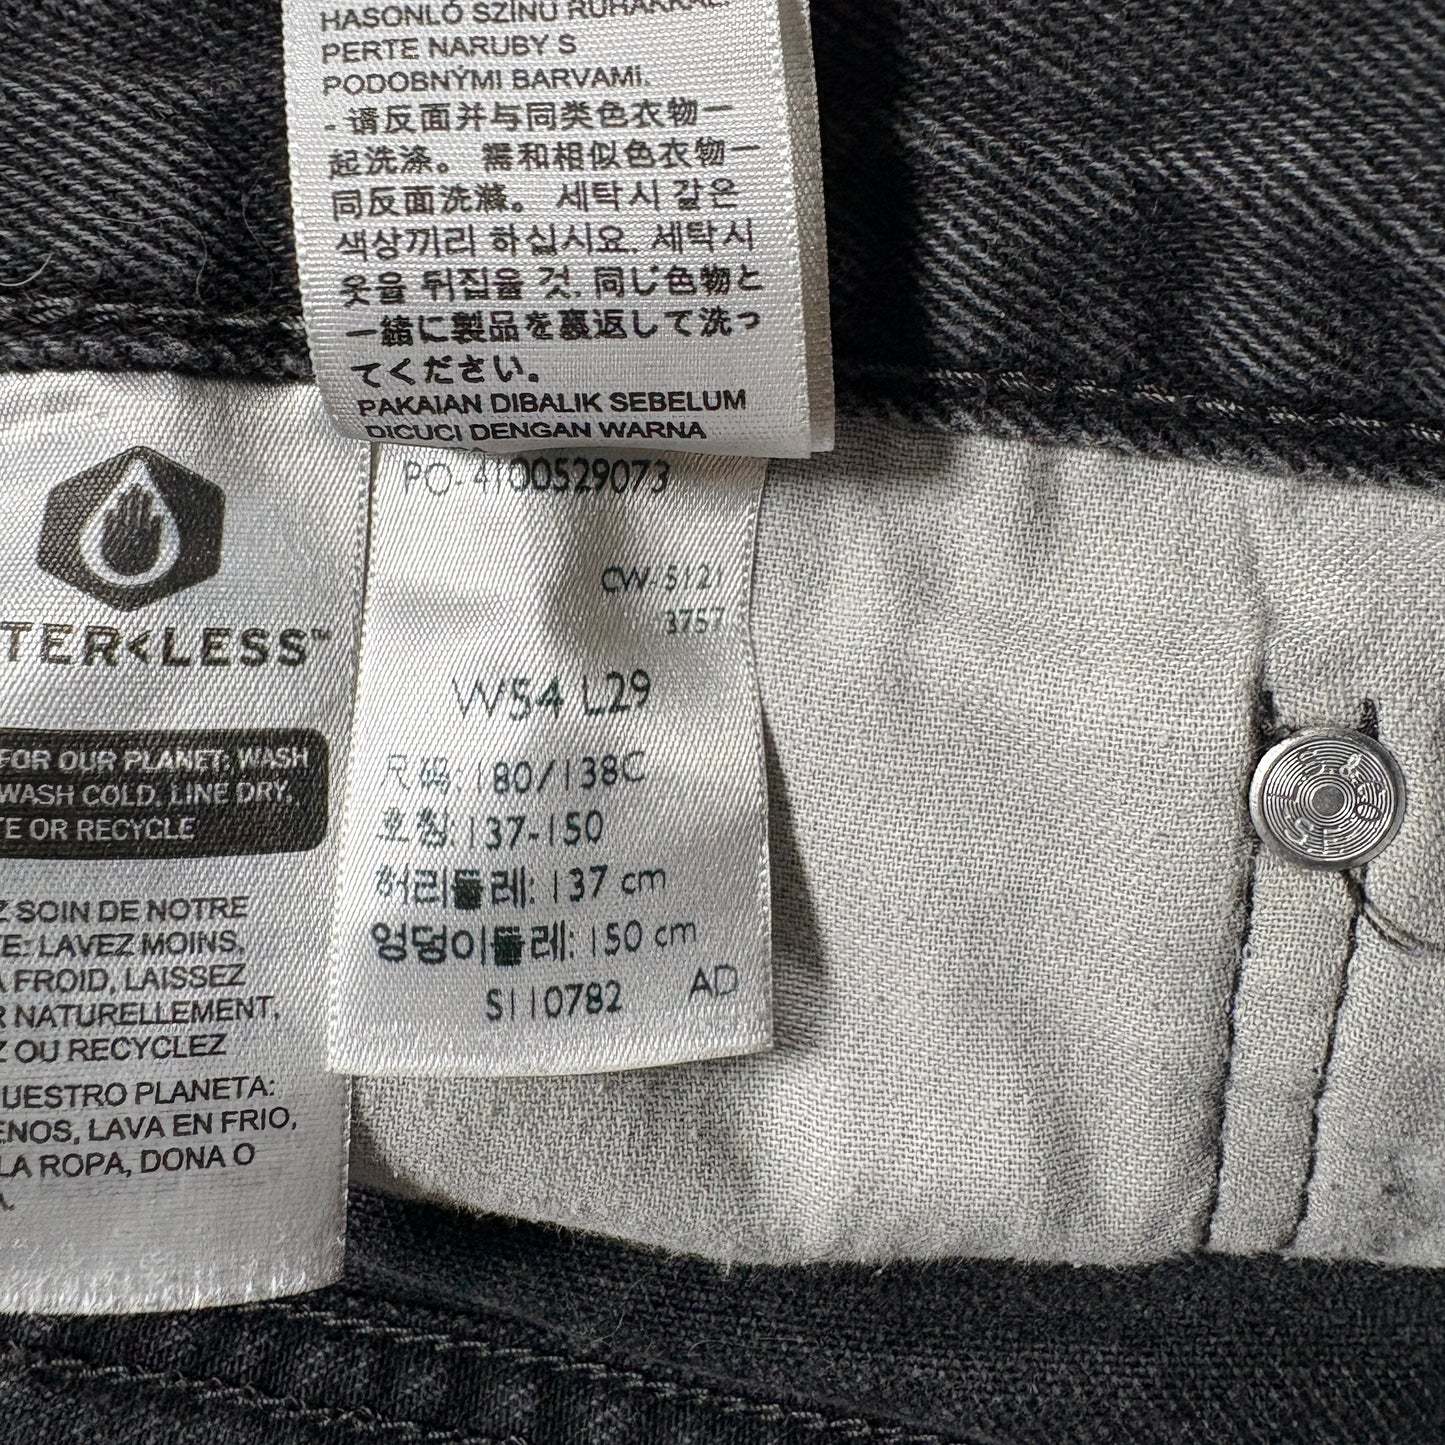 HASONLÓ SZÍNŰ RUHÁKKAL.
PERTE NARUBY S
PODOBNÝMI BARVAMI.
- 请反面并与同类色衣物一
起洗涤。 需和相似色衣物一
同反面洗滌。 세탁시 같은
색상끼리 하십시요. 세탁시
옷을 뒤집을 것. 同じ色物と
一緒に製品を裏返して洗っ
てください。
PAKAIAN DIBALIK SEBELUM
DICUCI DENGAN WARNA
TER<LESS™
FOR OUR PLANET: WASH
WASH COLD, LINE DRY,
TE OR RECYCLE
Z SOIN DE NOTRE
TE: LAVEZ MOINS,
À FROID, LAISSEZ
R NATURELLEMENT,
Z OU RECYCLEZ
UESTRO PLANETA:
ENOS, LAVA EN FRIO,
LA ROPA, DONA O
PO-4100529073
CW 5121
3757
W54 L29
尺码: 180/138C
호칭: 137-150
허리둘레: 137 cm
엉덩이둘레: 150 cm
S110782 AD